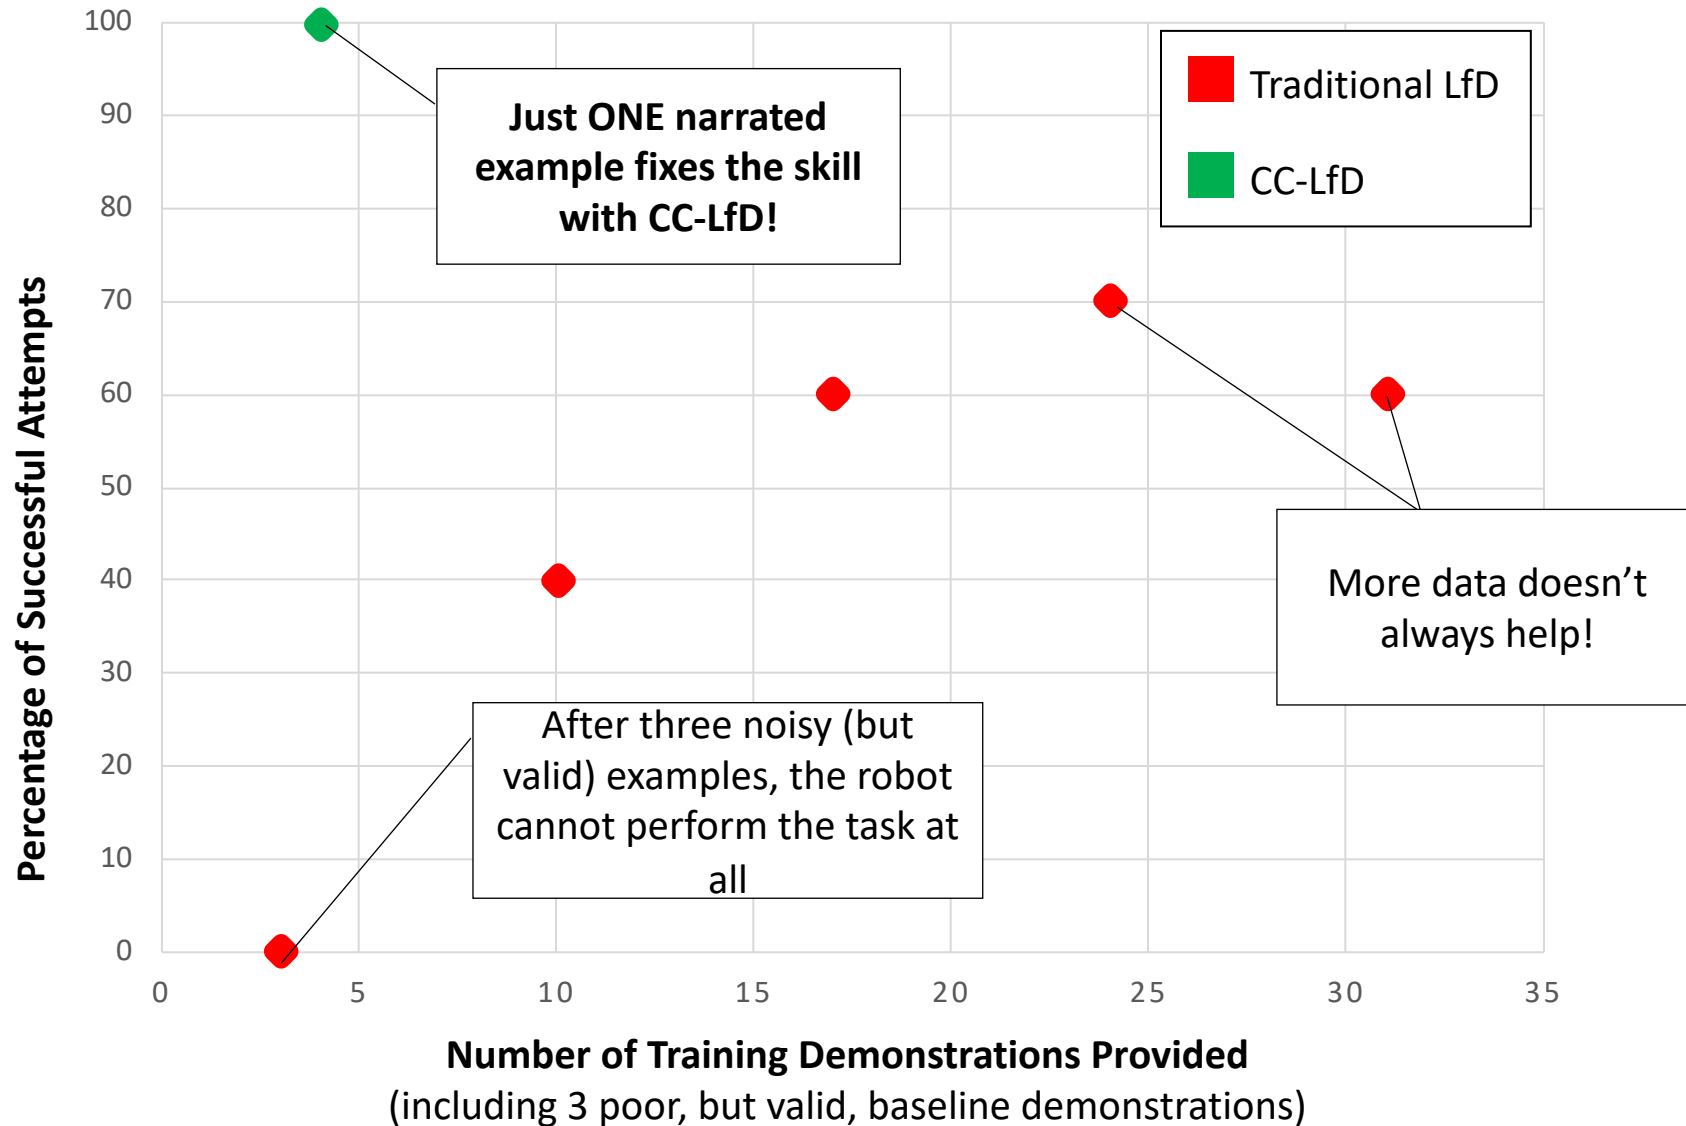 100
90
80
70
60
50
40
30
20
10
0
0
5
10
15
20
25
30
35
Percentage of Successful Attempts
Just ONE narrated
example fixes the skill
with CC-LfD!
Traditional LfD
CC-LfD
More data doesn’t
always help!
After three noisy (but
valid) examples, the robot
cannot perform the task at
all
Number of Training Demonstrations Provided
(including 3 poor, but valid, baseline demonstrations)